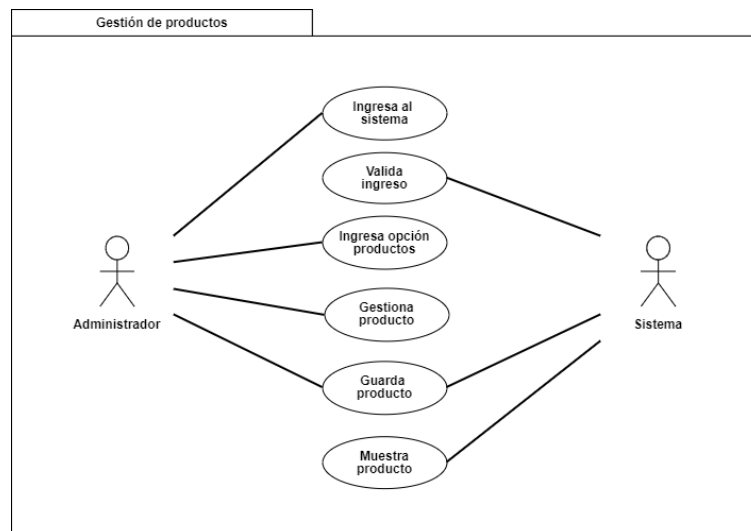 Gestión de productos
Ingresa al
sistema
Valida
ingreso
Ingresa opción
productos
Gestiona
producto
Administrador
Sistema
Guarda
producto
Muestra
producto